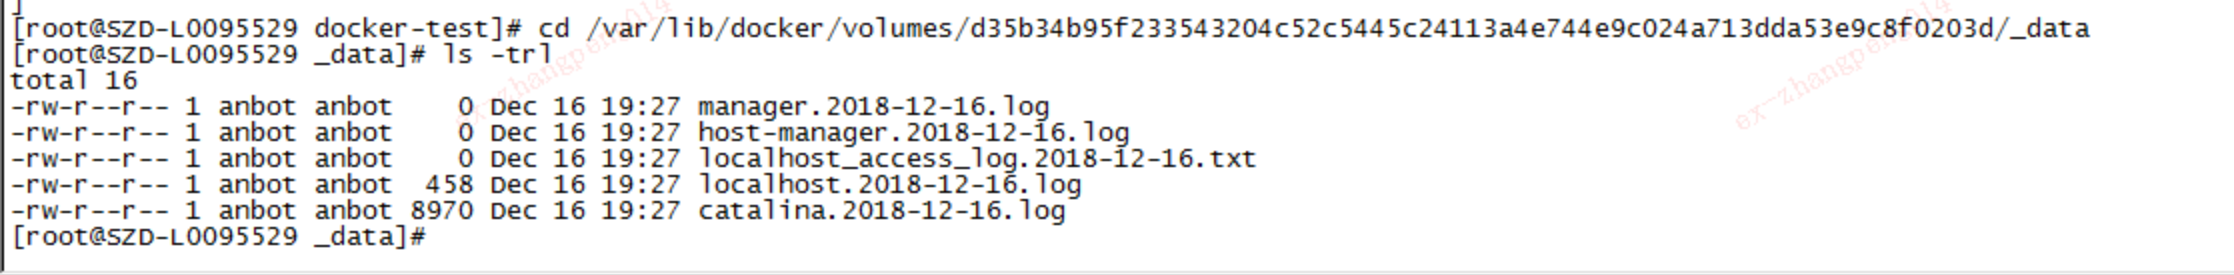 ]
[root@SZD-L0095529 docker-test]# cd /var/lib/docker/volumes/d35b34b95f233543204c52c5445c24113a4e744e9c024a713dda53e9c8f0203d/_data
[root@SZD-L0095529 _data]# ls -trl
total 16
-rw-r--r-- 1 anbot anbot    0 Dec 16 19:27 manager.2018-12-16.log
-rw-r--r-- 1 anbot anbot    0 Dec 16 19:27 host-manager.2018-12-16.log
-rw-r--r-- 1 anbot anbot    0 Dec 16 19:27 localhost_access_log.2018-12-16.txt
-rw-r--r-- 1 anbot anbot  458 Dec 16 19:27 localhost.2018-12-16.log
-rw-r--r-- 1 anbot anbot 8970 Dec 16 19:27 catalina.2018-12-16.log
[root@SZD-L0095529 _data]#